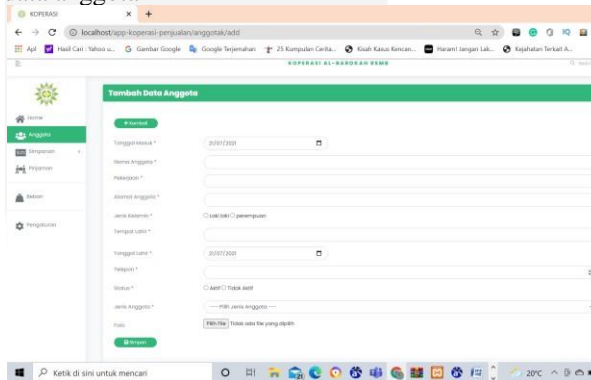 KOPERASI
localhost/app-koperasi-penjualan/anggotak/add
Apl Hasil Cari : Yahoo u... Gambar Google Google Terjemahan 25 Kumpulan Cerita... Kisah Kasus Kencan... Haram! Jangan Lak... Kejahatan Terkait A...
KOPERASI AL-BAROKAH BSMB
Tambah Data Anggota
Home
Kembali
Anggota
Tanggal Masuk * 21/07/2021
Simpanan
Nama Anggota *
Pinjaman
Pekerjaan *
Alamat Anggota *
Beban
Jenis Kelamin * Laki laki perempuan
Tempat Lahir *
Pengaturan
Tanggal Lahir * 21/07/2021
Telepon *
Status * Aktif Tidak Aktif
Jenis Anggota * ---- Pilih Jenis Anggota ----
Foto Pilih File Tidak ada file yang dipilih
Simpan
Ketik di sini untuk mencari
20°C